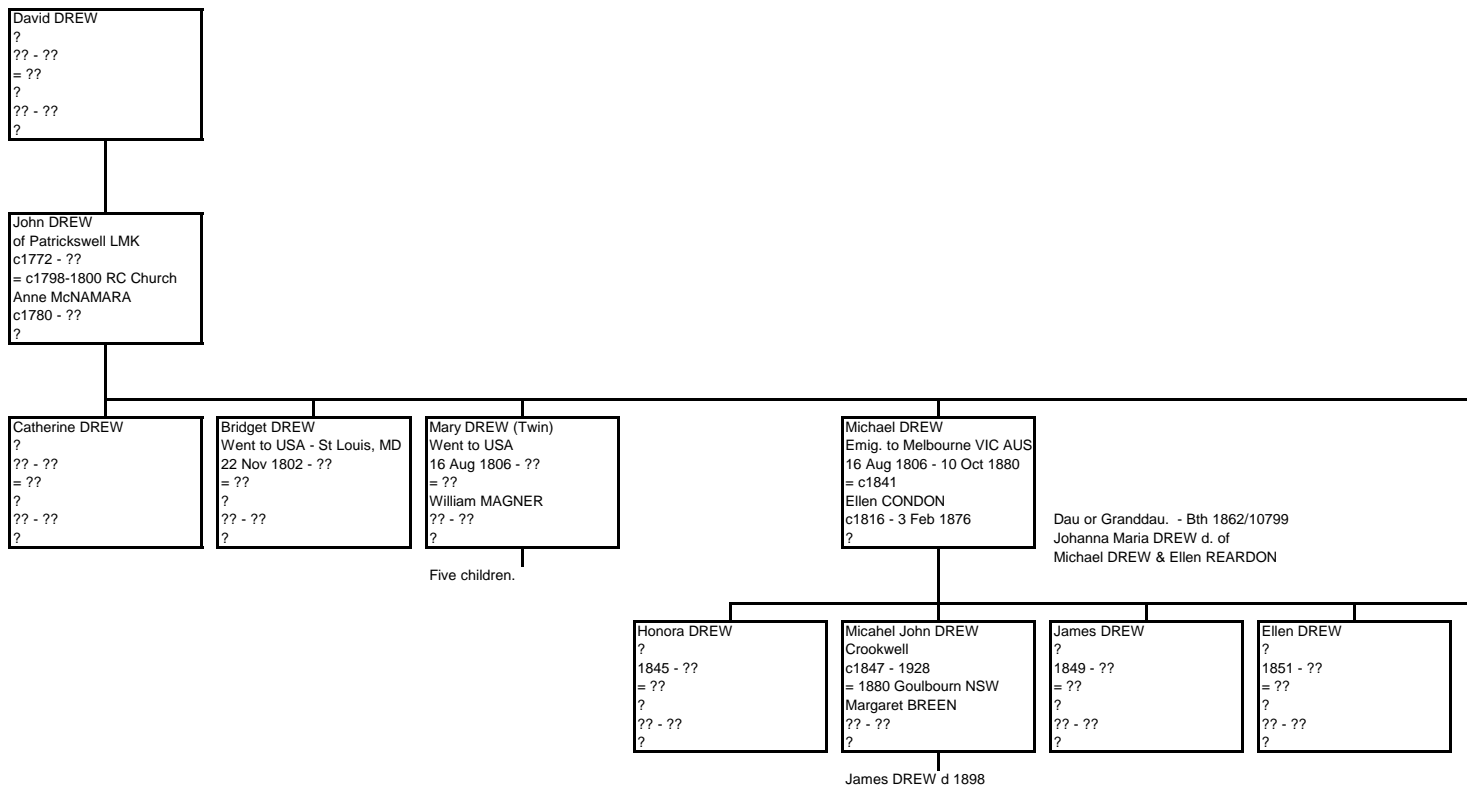 David DREW
?
?? - ??
= ??
?
?? - ??
?
John DREW
of Patrickswell LMK
c1772 - ??
= c1798-1800 RC Church
Anne McNAMARA
c1780 - ??
?
Catherine DREW
?
?? - ??
= ??
?
?? - ??
?
Bridget DREW
Went to USA - St Louis, MD
22 Nov 1802 - ??
= ??
?
?? - ??
?
Mary DREW (Twin)
Went to USA
16 Aug 1806 - ??
= ??
William MAGNER
?? - ??
?
Five children.
Michael DREW
Emig. to Melbourne VIC AUS
16 Aug 1806 - 10 Oct 1880
= c1841
Ellen CONDON
c1816 - 3 Feb 1876
?
Dau or Granddau.  - Bth 1862/10799
Johanna Maria DREW d. of
Michael DREW & Ellen REARDON
Honora DREW
?
1845 - ??
= ??
?
?? - ??
?
Micahel John DREW
Crookwell
c1847 - 1928
= 1880 Goulbourn NSW
Margaret BREEN
?? - ??
?
James DREW d 1898
James DREW
?
1849 - ??
= ??
?
?? - ??
?
Ellen DREW
?
1851 - ??
= ??
?
?? - ??
?